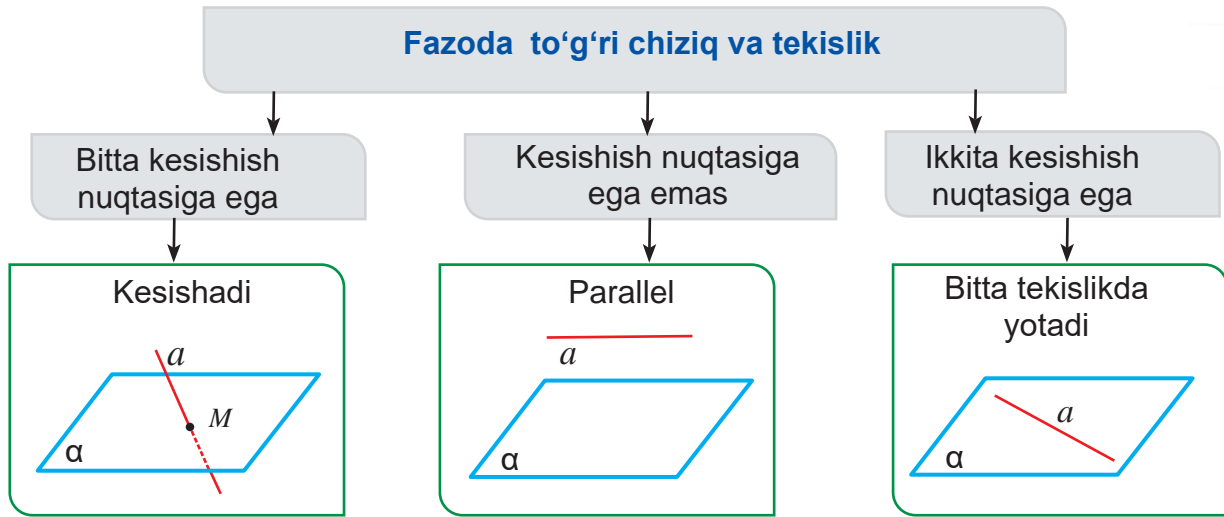 Fazoda to‘g‘ri chiziq va tekislik
Bitta kesishish
nuqtasiga ega
Kesishish nuqtasiga
ega emas
Ikkita kesishish
nuqtasiga ega
Kesishadi
a
M
α
Parallel
a
α
Bitta tekislikda
yotadi
a
α